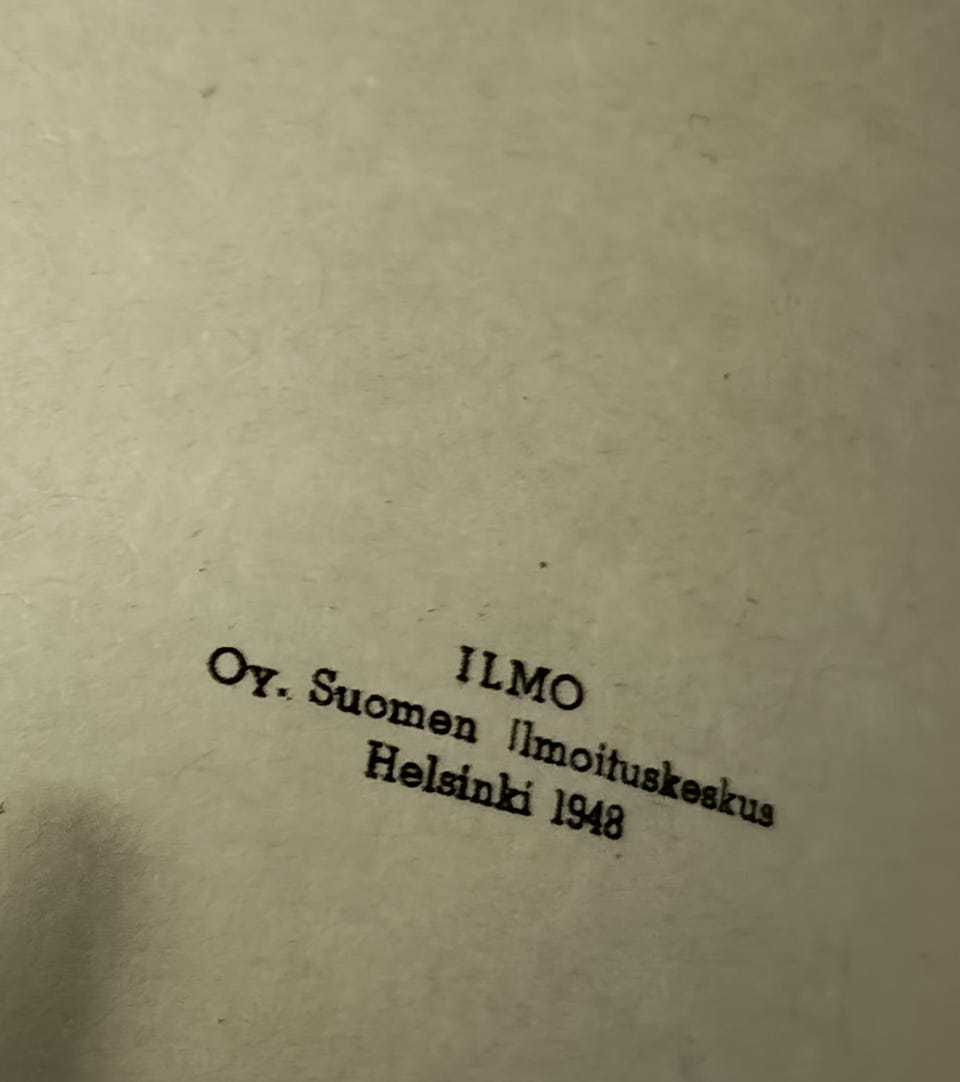 ILMO
Oy. Suomen Ilmoituskeskus
Helsinki 1948